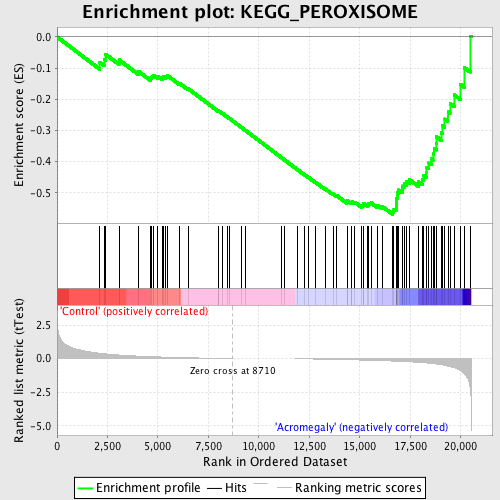 Enrichment plot: KEGG_PEROXISOME
Enrichment score (ES)
0.0
-0.1
-0.2
-0.3
-0.4
-0.5
'Control' (positively correlated)
Ranked list metric (tTest)
2.5
0.0
-2.5
-5.0
Zero cross at 8710
'Acromegaly' (negatively correlated)
0
2,500
5,000
7,500
10,000
12,500
15,000
17,500
20,000
Rank in Ordered Dataset
Enrichment profile
Hits
Ranking metric scores